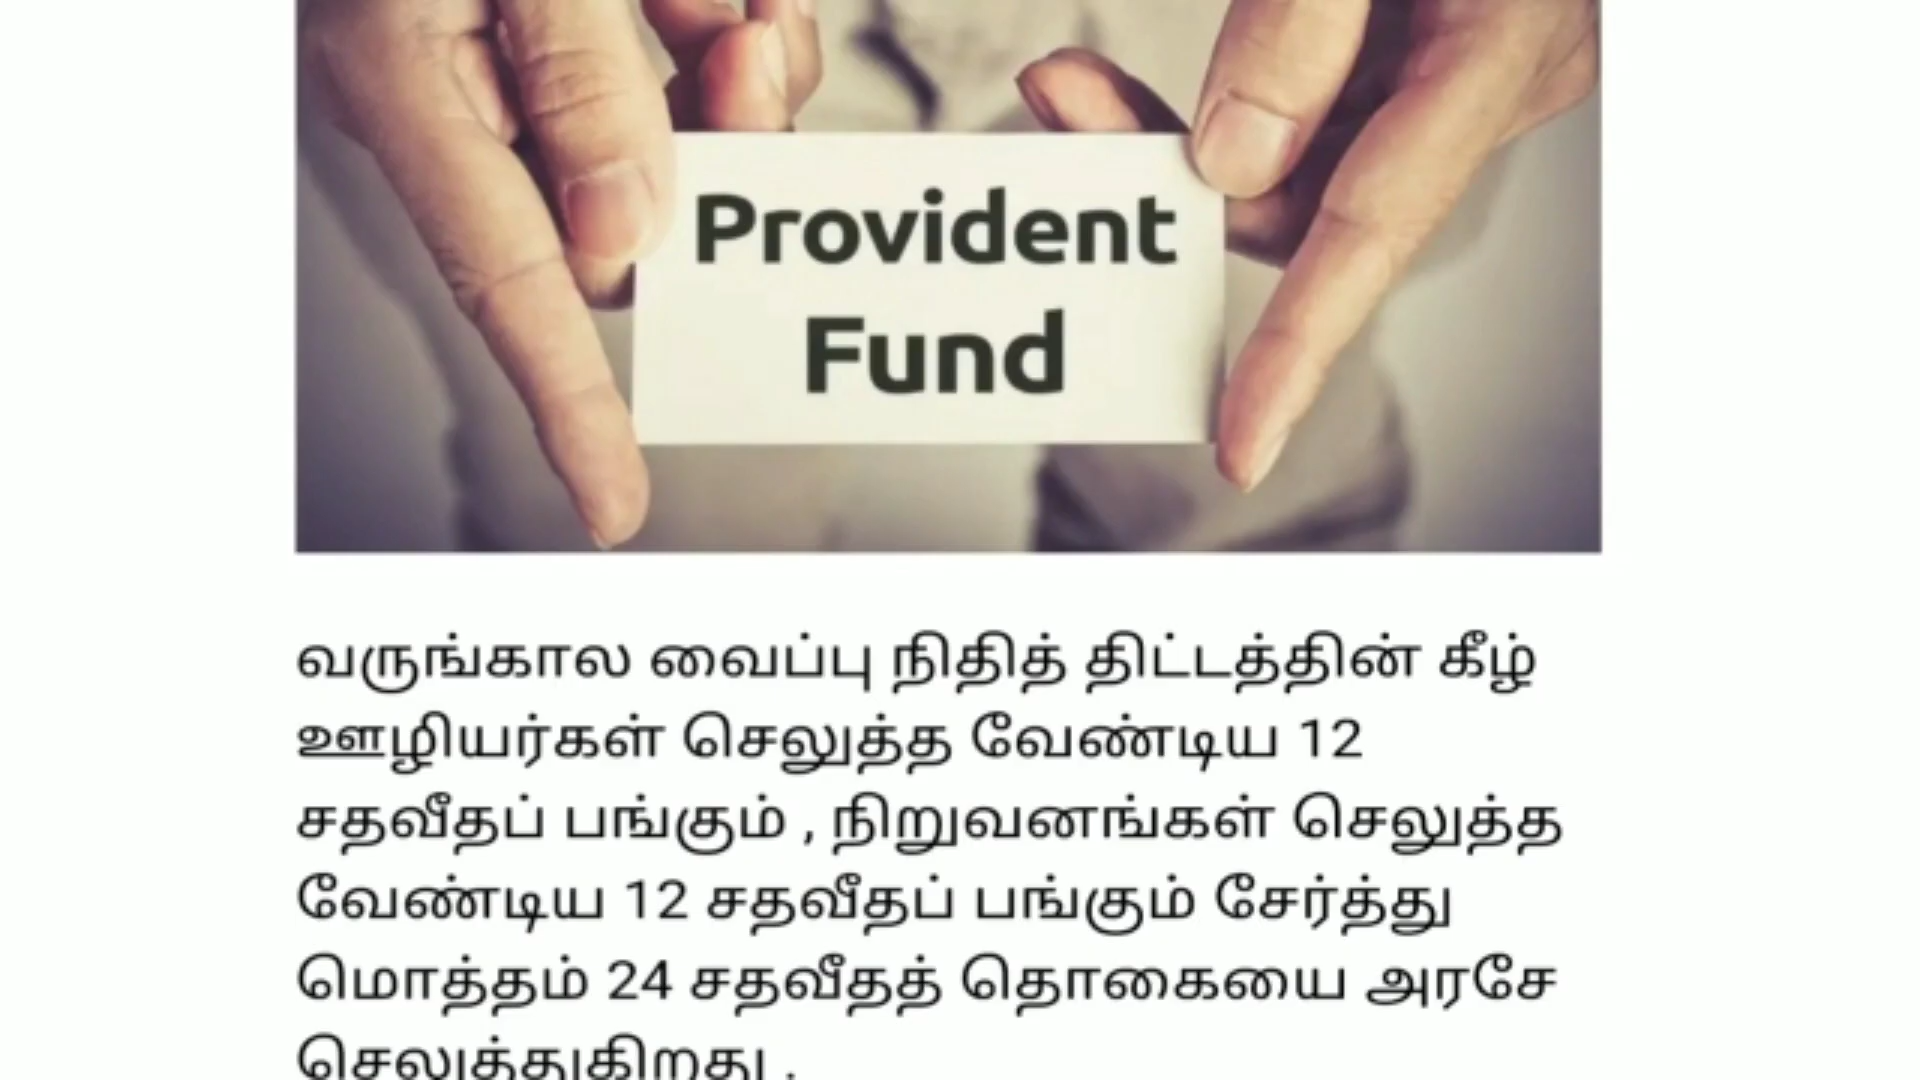 Provident
Fund
வருங்கால வைப்பு நிதித் திட்டத்தின் கீழ்
ஊழியர்கள் செலுத்த வேண்டிய 12
சதவீதப் பங்கும் , நிறுவனங்கள் செலுத்த
வேண்டிய 12 சதவீதப் பங்கும் சேர்த்து
மொத்தம் 24 சதவீதத் தொகையை அரசே
செலுத்துகிறது .